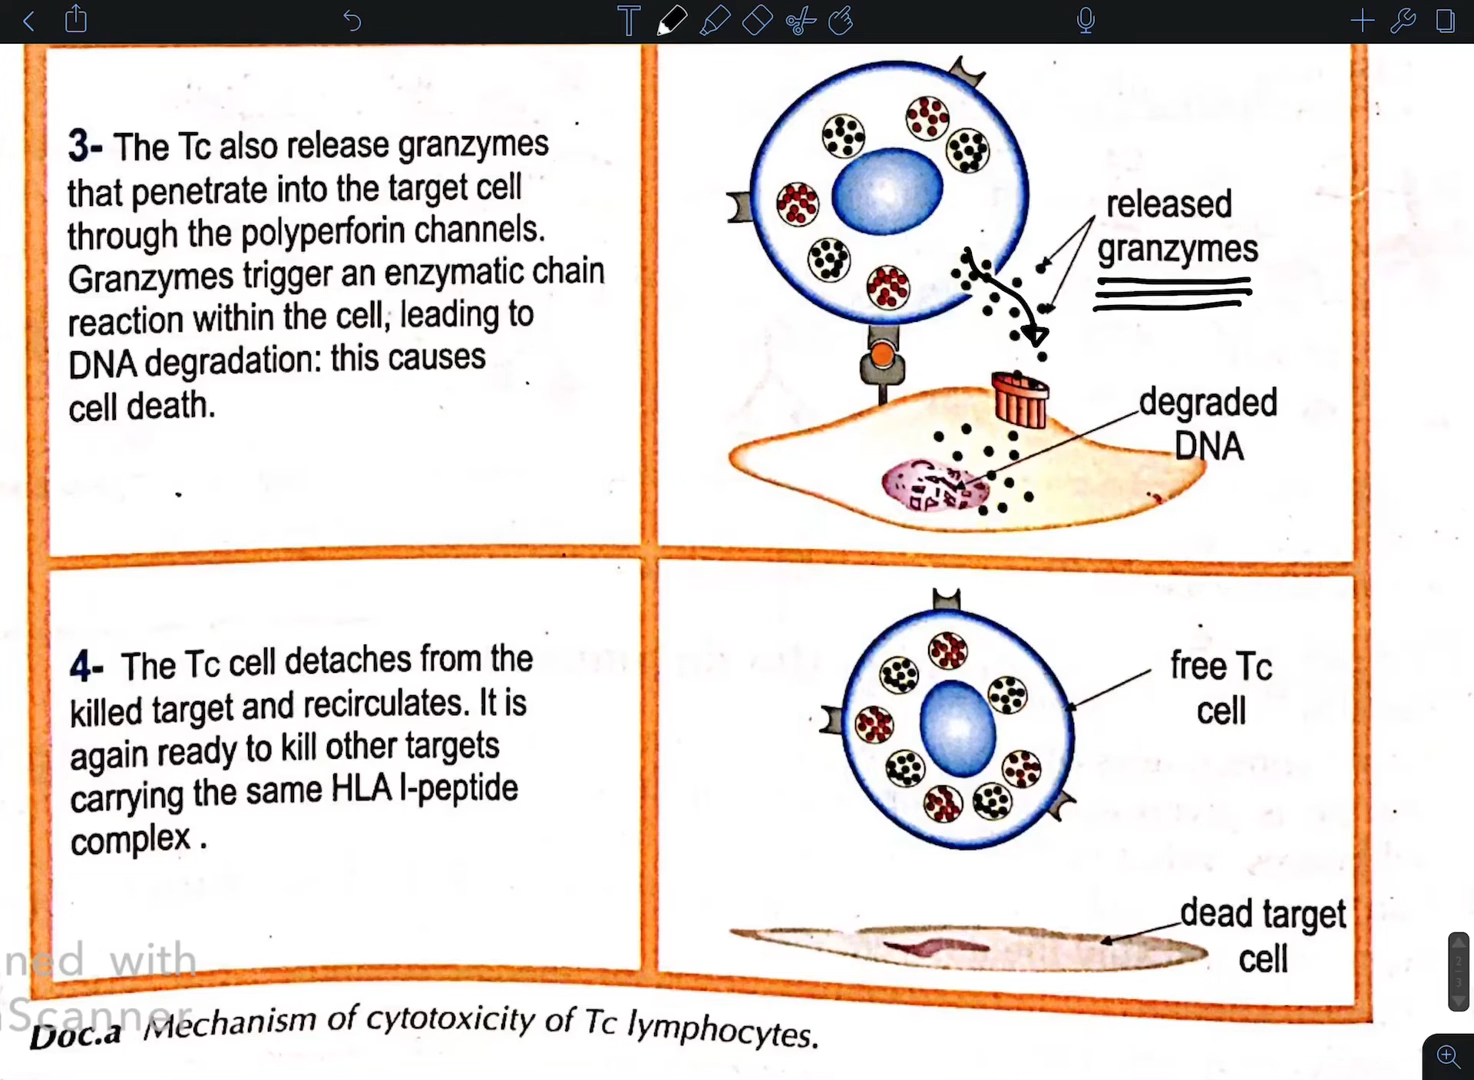 3- The Tc also release granzymes
that penetrate into the target cell
through the polyperforin channels.
Granzymes trigger an enzymatic chain
reaction within the cell, leading to
DNA degradation: this causes
cell death.
released
granzymes
degraded
DNA
4- The Tc cell detaches from the
killed target and recirculates. It is
again ready to kill other targets
carrying the same HLA I-peptide
complex .
free Tc
cell
dead target
cell
ned with
Scanner
Doc.a Mechanism of cytotoxicity of Tc lymphocytes.